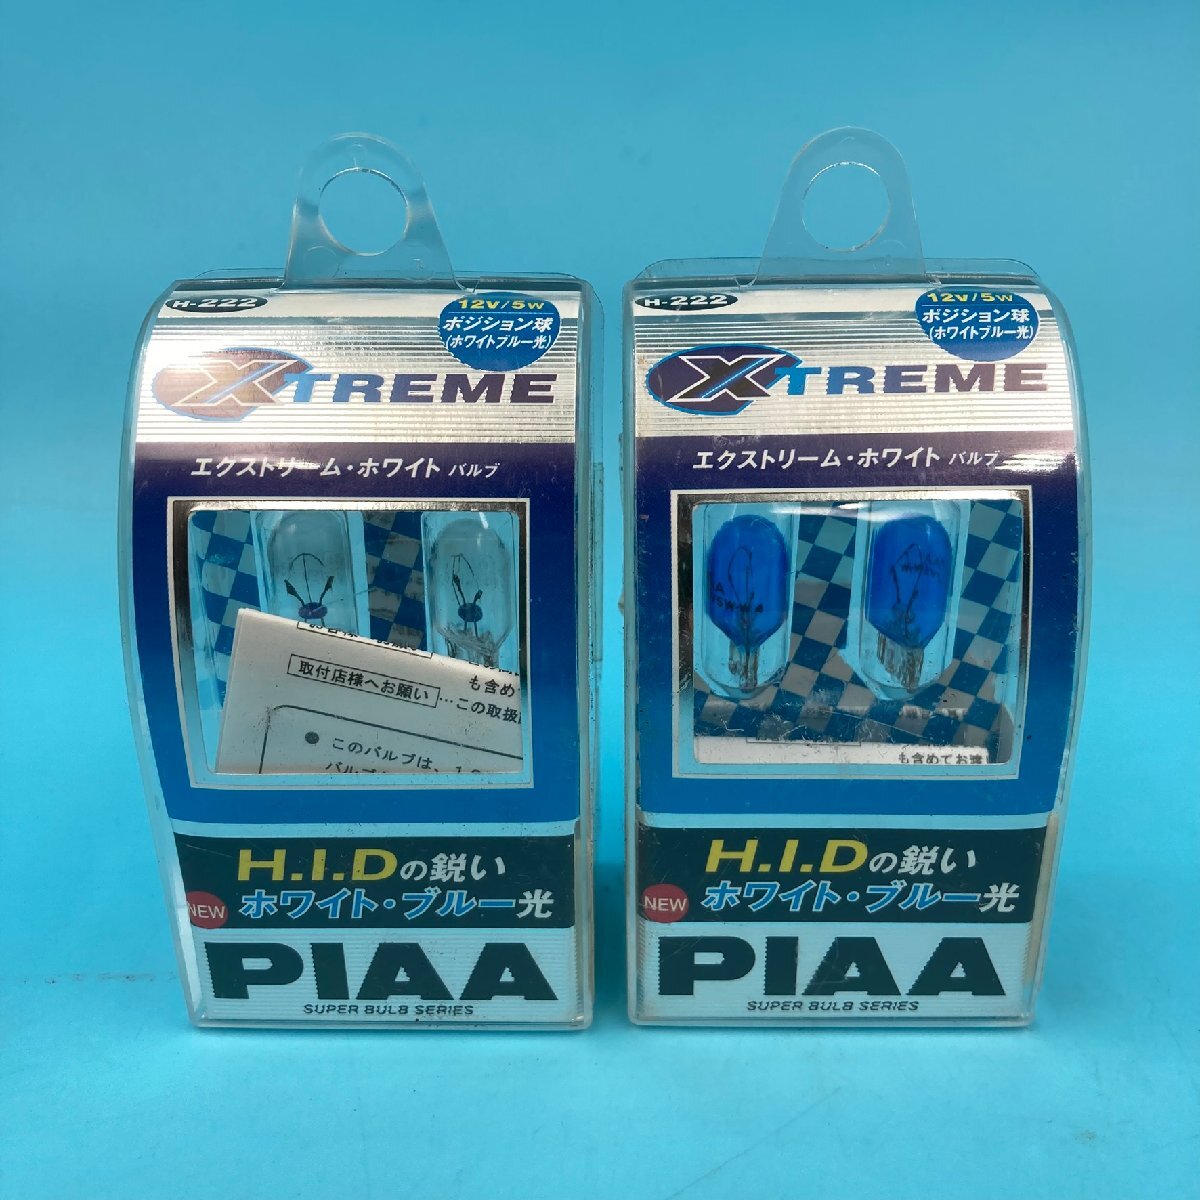 H-222
12V/5W
ポジション球
(ホワイトブルー光)
XTREME
エクストリーム・ホワイト バルブ
取付店様へお願い …この取扱
も含め
● このバルブは、12
H.I.Dの鋭い
NEW ホワイト・ブルー光
PIAA
SUPER BULB SERIES
H-222
12V/5W
ポジション球
(ホワイトブルー光)
XTREME
エクストリーム・ホワイト バルブ
も含めてお
H.I.Dの鋭い
NEW ホワイト・ブルー光
PIAA
SUPER BULB SERIES